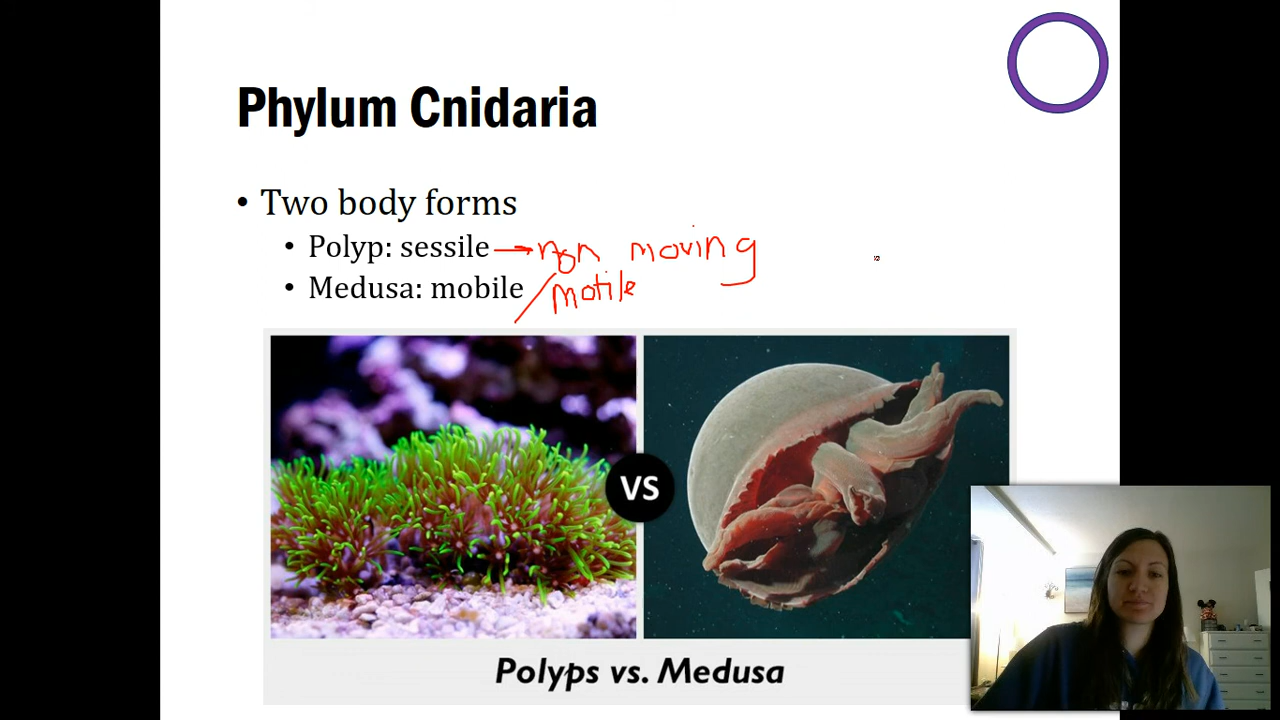 Phylum Cnidaria
• Two body forms
• Polyp: sessile → non moving
• Medusa: mobile / motile
VS
Polyps vs. Medusa